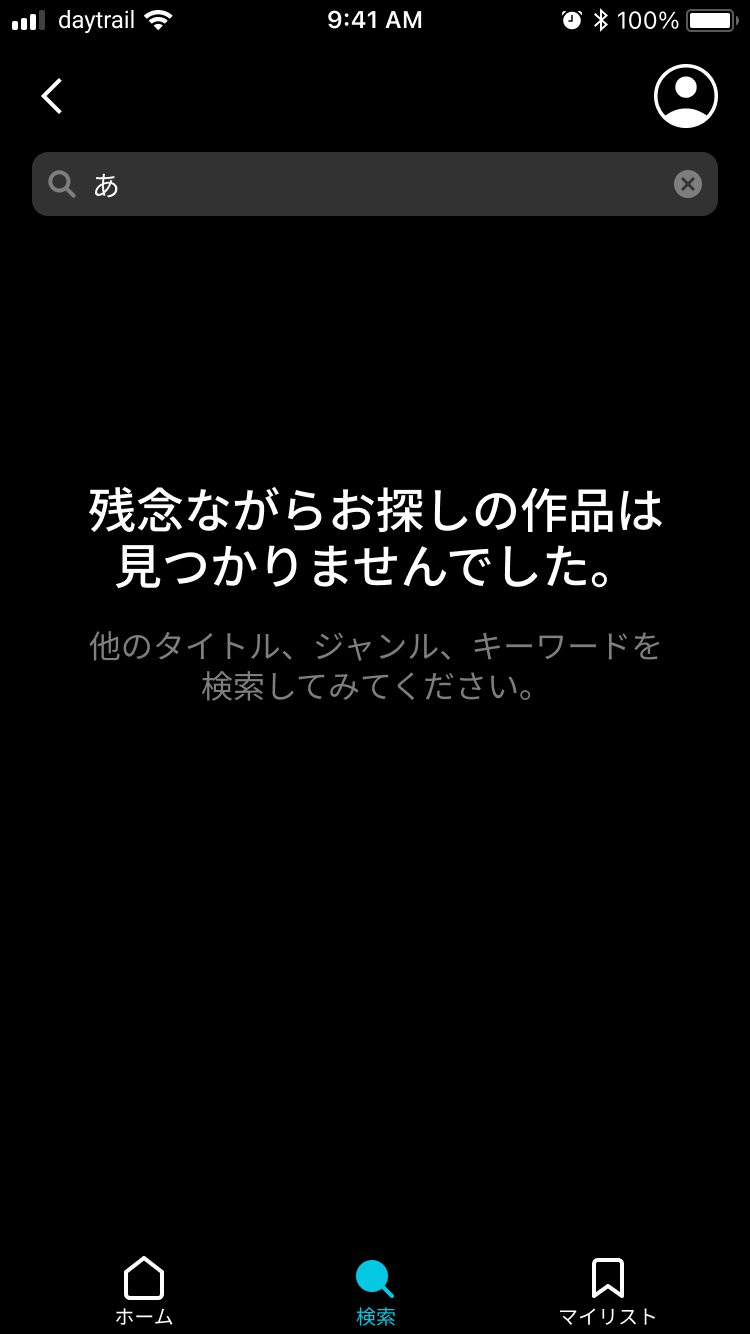 daytrail 9:41 AM 100%
あ
残念ながらお探しの作品は
見つかりませんでした。
他のタイトル、ジャンル、キーワードを
検索してみてください。
ホーム 検索 マイリスト